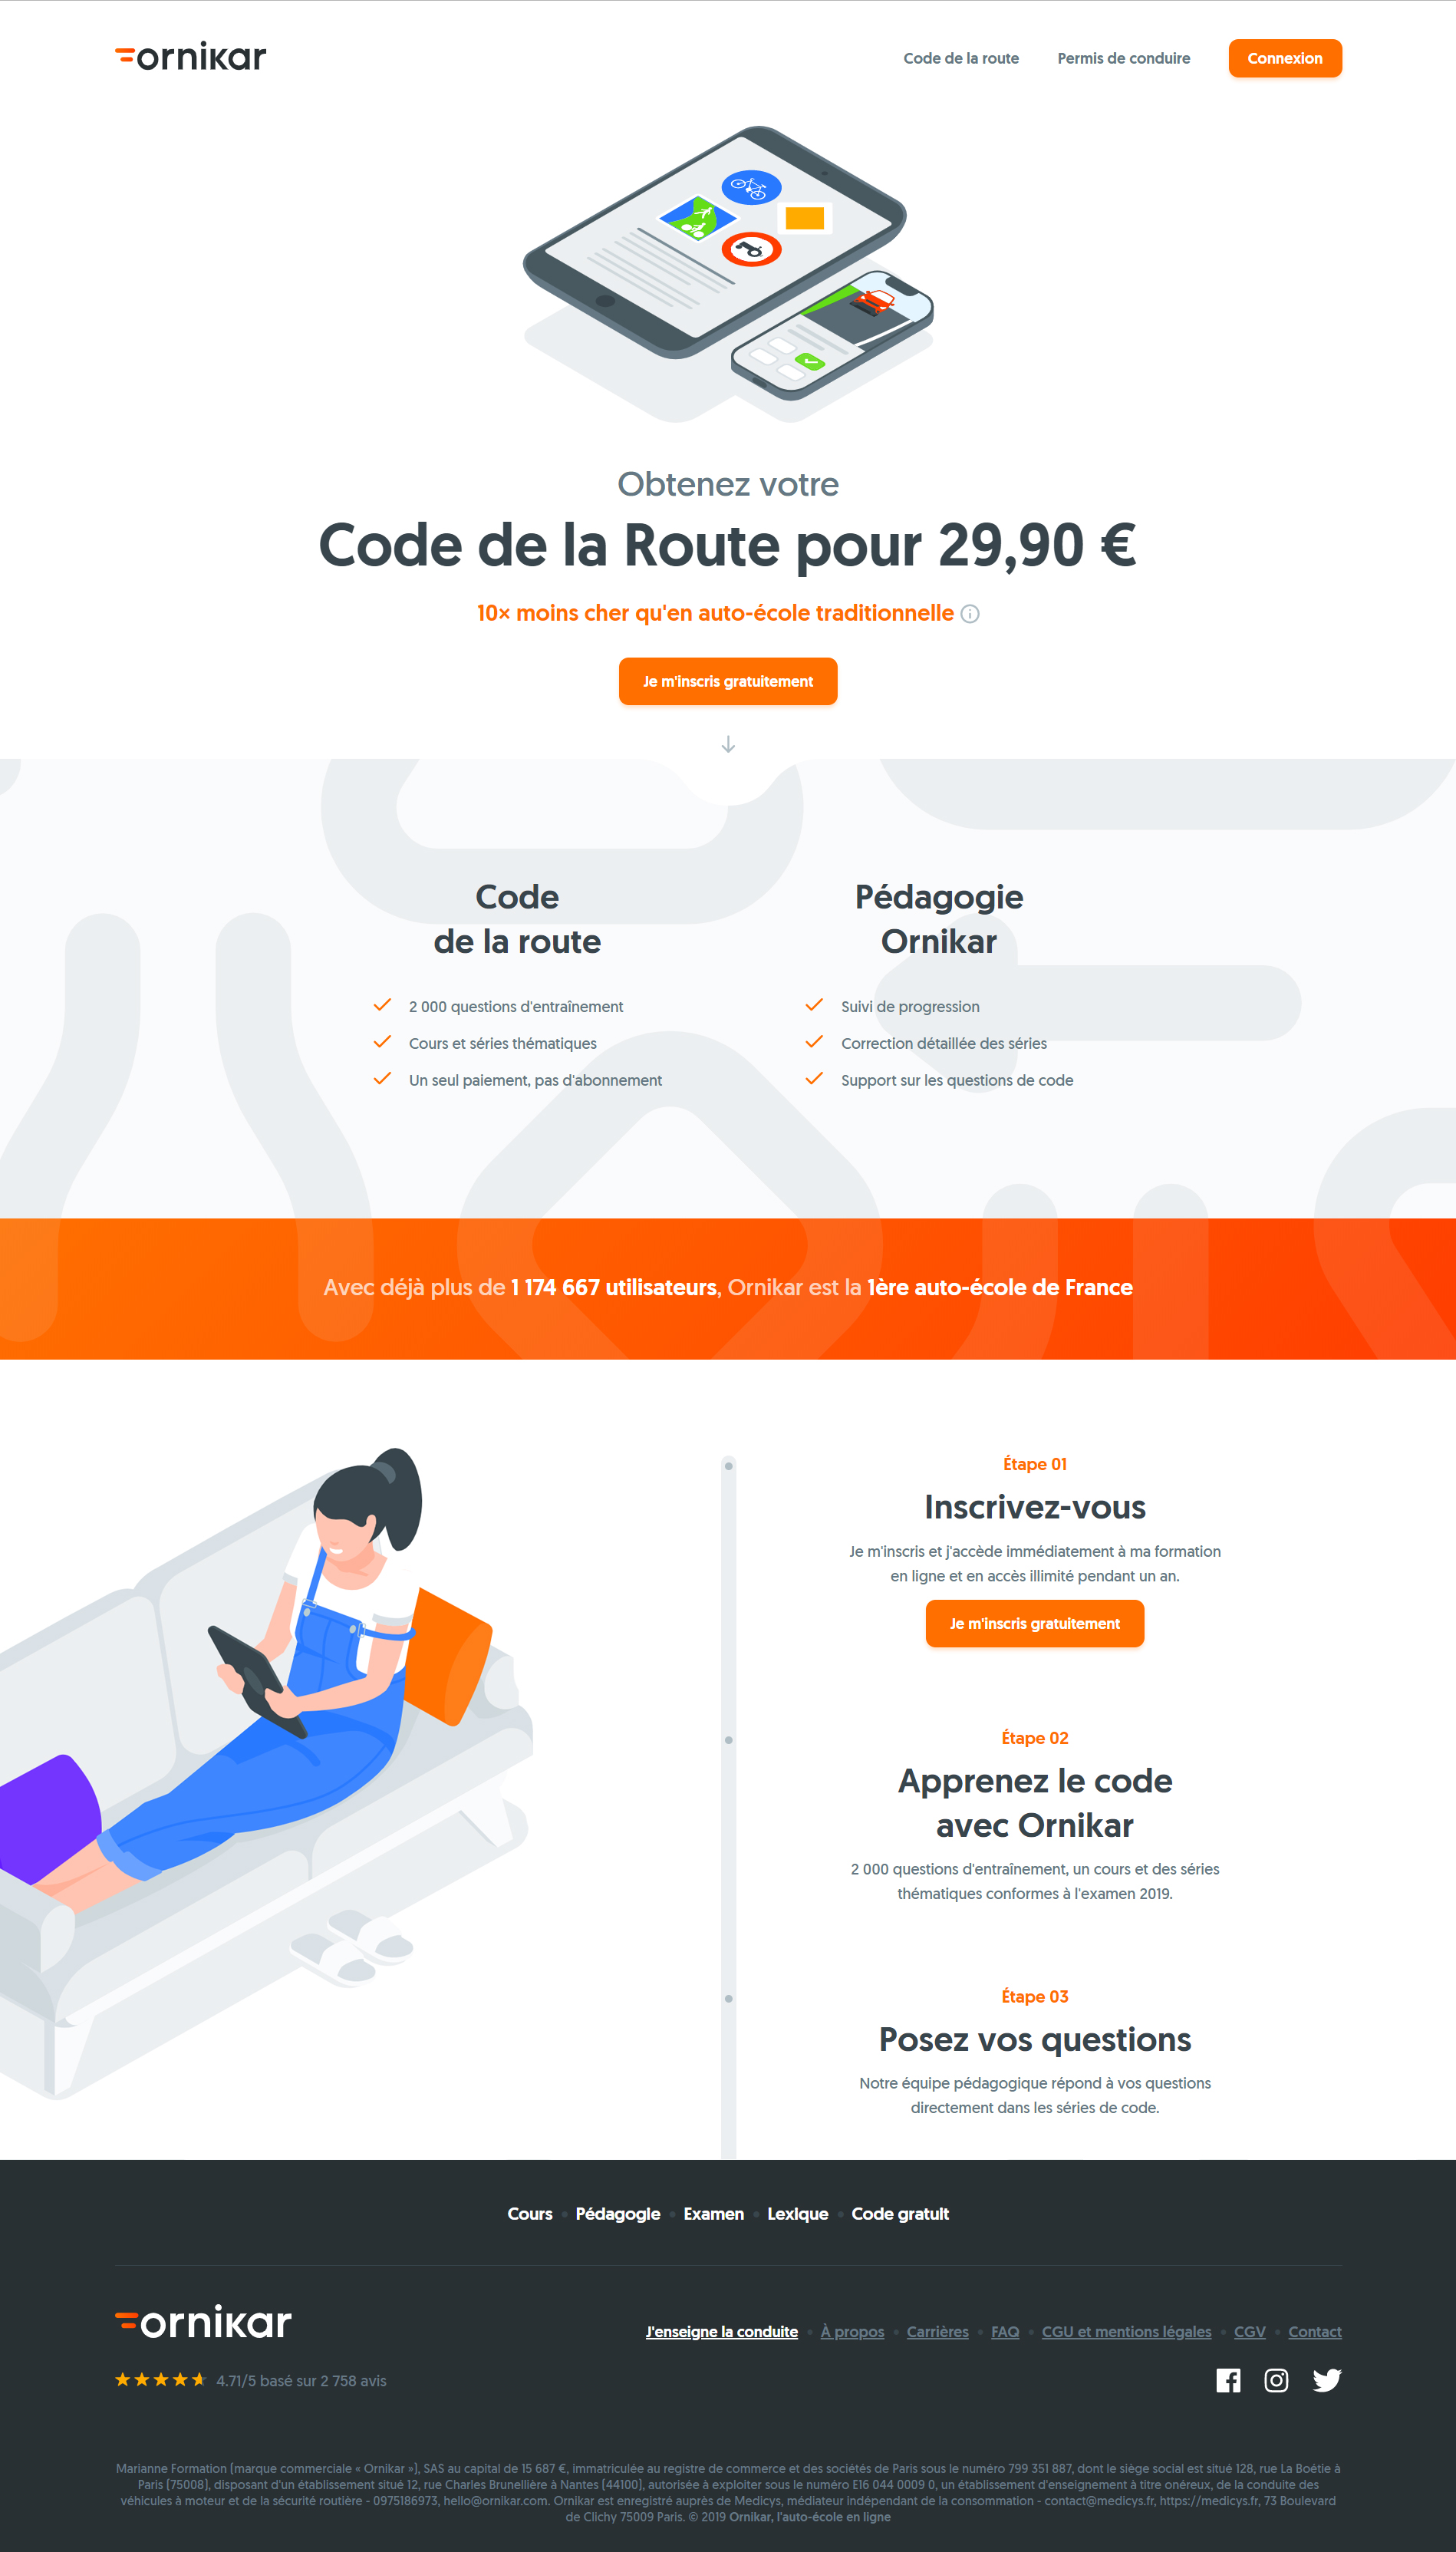 ornikar
Code de la route
Permis de conduire
Connexion
Obtenez votre
Code de la Route pour 29,90 €
10× moins cher qu'en auto-école traditionnelle
Je m'inscris gratuitement
Code
de la route
2 000 questions d'entraînement
Cours et séries thématiques
Un seul paiement, pas d'abonnement
Pédagogie
Ornikar
Suivi de progression
Correction détaillée des séries
Support sur les questions de code
Avec déjà plus de 1 174 667 utilisateurs, Ornikar est la 1ère auto-école de France
Étape 01
Inscrivez-vous
Je m'inscris et j'accède immédiatement à ma formation
en ligne et en accès illimité pendant un an.
Je m'inscris gratuitement
Étape 02
Apprenez le code
avec Ornikar
2 000 questions d'entraînement, un cours et des séries
thématiques conformes à l'examen 2019.
Étape 03
Posez vos questions
Notre équipe pédagogique répond à vos questions
directement dans les séries de code.
Cours • Pédagogie • Examen • Lexique • Code gratuit
ornikar
J'enseigne la conduite • À propos • Carrières • FAQ • CGU et mentions légales • CGV • Contact
4.71/5 basé sur 2 758 avis
Marianne Formation (marque commerciale « Ornikar »), SAS au capital de 15 687 €, immatriculée au registre de commerce et des sociétés de Paris sous le numéro 799 351 887, dont le siège social est situé 128, rue La Boétie à
Paris (75008), disposant d'un établissement situé 12, rue Charles Brunellière à Nantes (44100), autorisée à exploiter sous le numéro E16 044 0009 0, un établissement d'enseignement à titre onéreux, de la conduite des
véhicules à moteur et de la sécurité routière - 0975186973, hello@ornikar.com. Ornikar est enregistré auprès de Medicys, médiateur indépendant de la consommation - contact@medicys.fr, https://medicys.fr, 73 Boulevard
de Clichy 75009 Paris. © 2019 Ornikar, l'auto-école en ligne